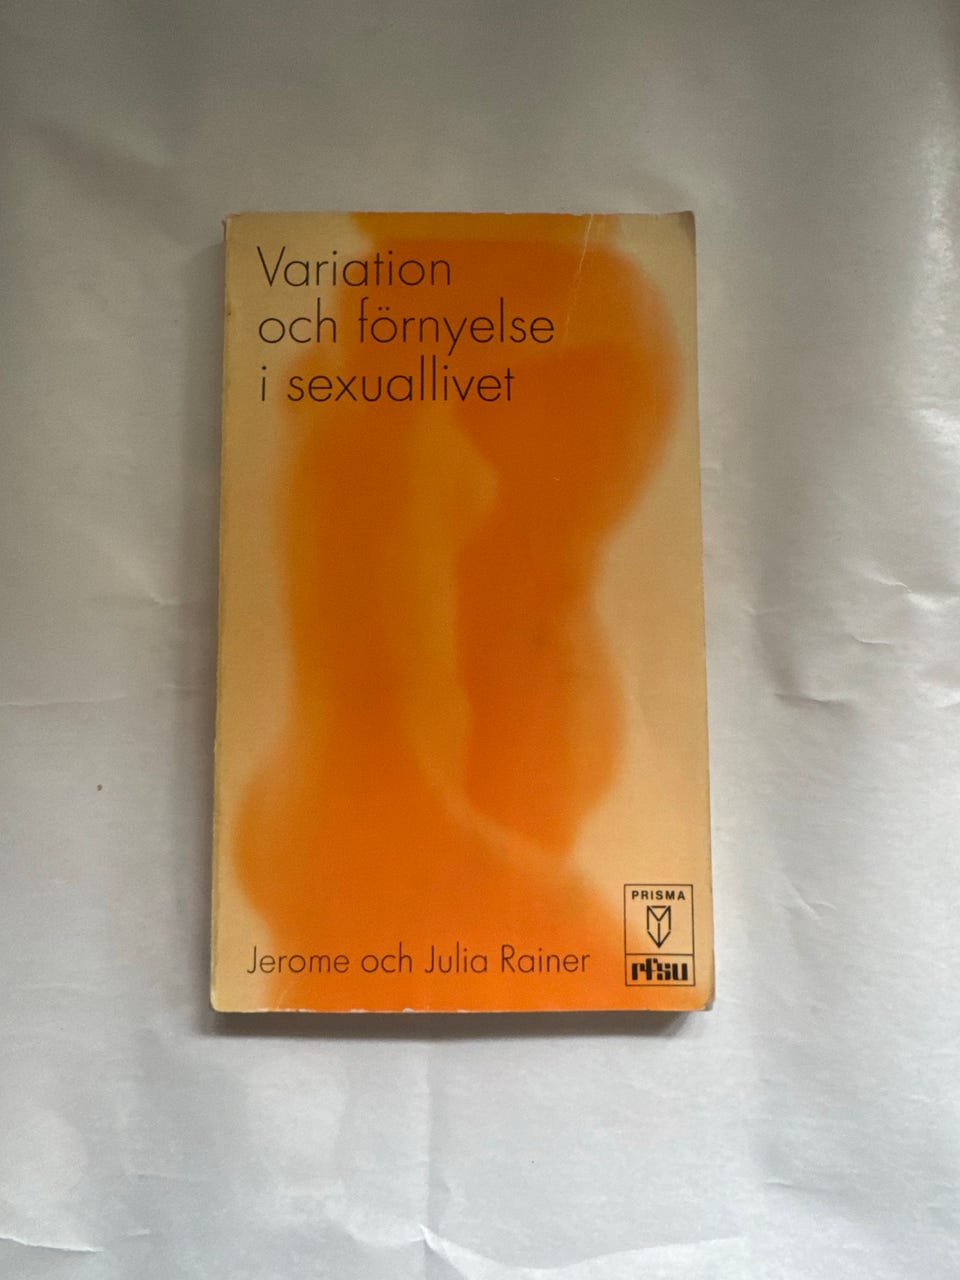 Variation
och förnyelse
i sexuallivet
PRISMA
rfsu
Jerome och Julia Rainer